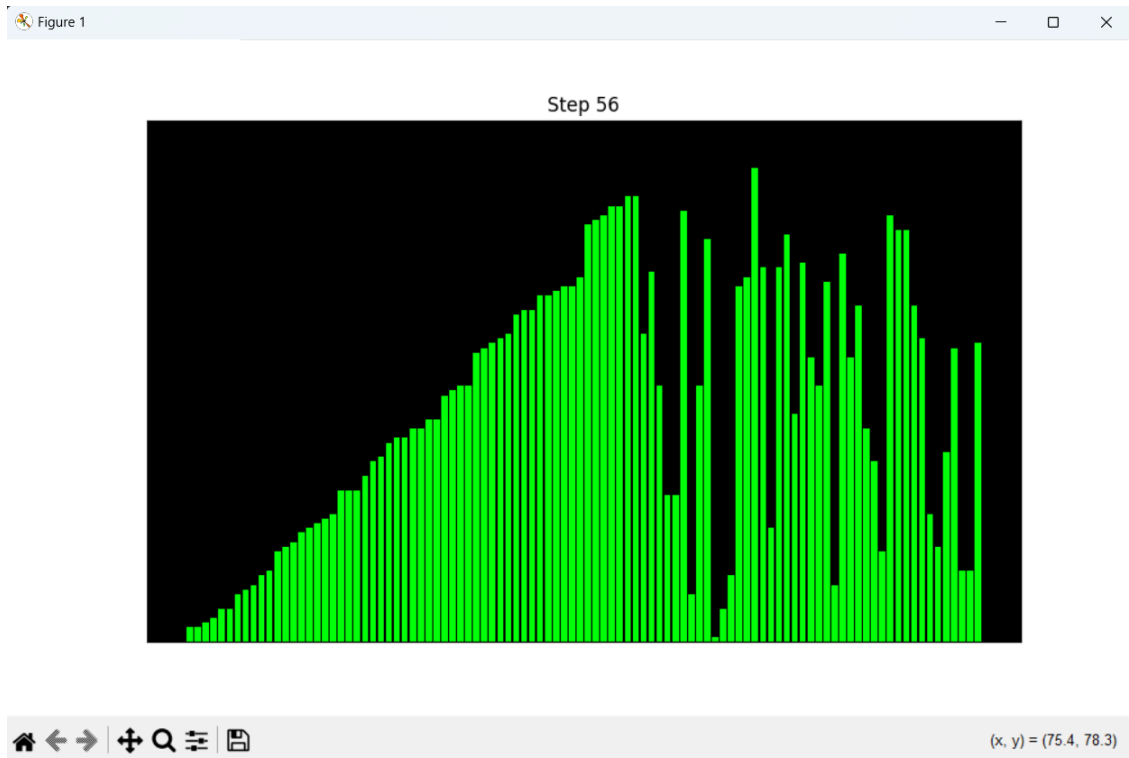 Figure 1
Step 56
(x, y) = (75.4, 78.3)